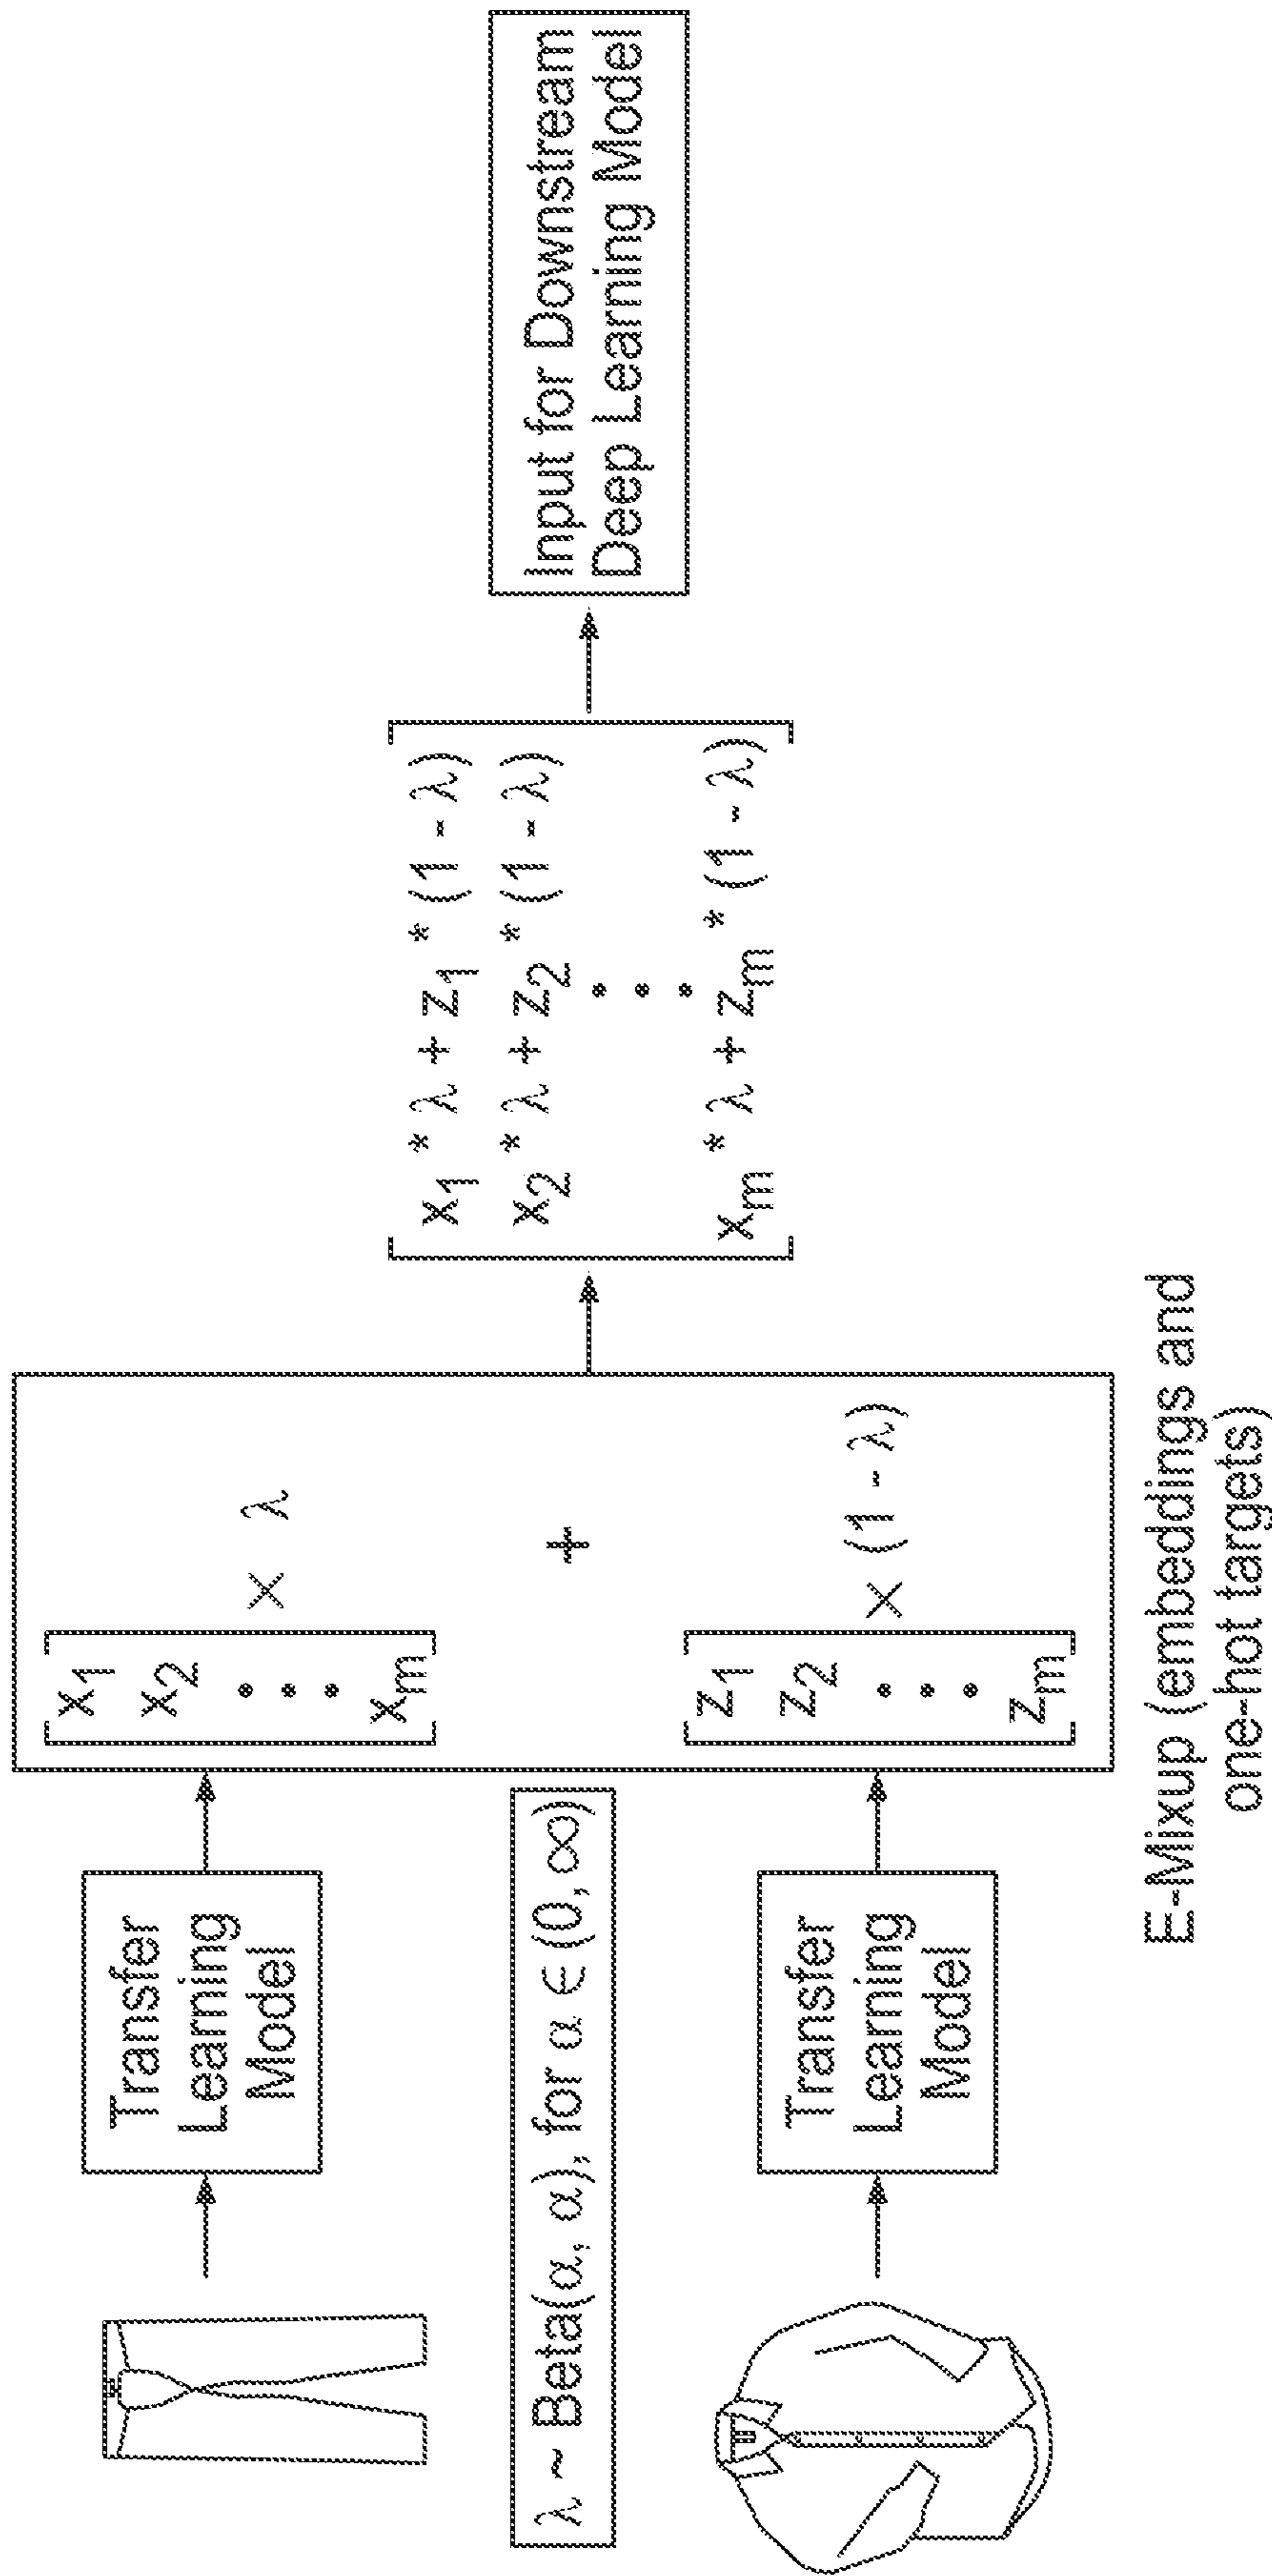 Transfer
Learning
Model
λ ~ Beta(α, α), for α ∈ (0, ∞)
Transfer
Learning
Model
x₁
x₂
xₘ
× λ
+
z₁
z₂
zₘ
× (1 - λ)
E-Mixup (embeddings and
one-hot targets)
x₁ * λ + z₁ * (1 - λ)
x₂ * λ + z₂ * (1 - λ)
xₘ * λ + zₘ * (1 - λ)
Input for Downstream
Deep Learning Model